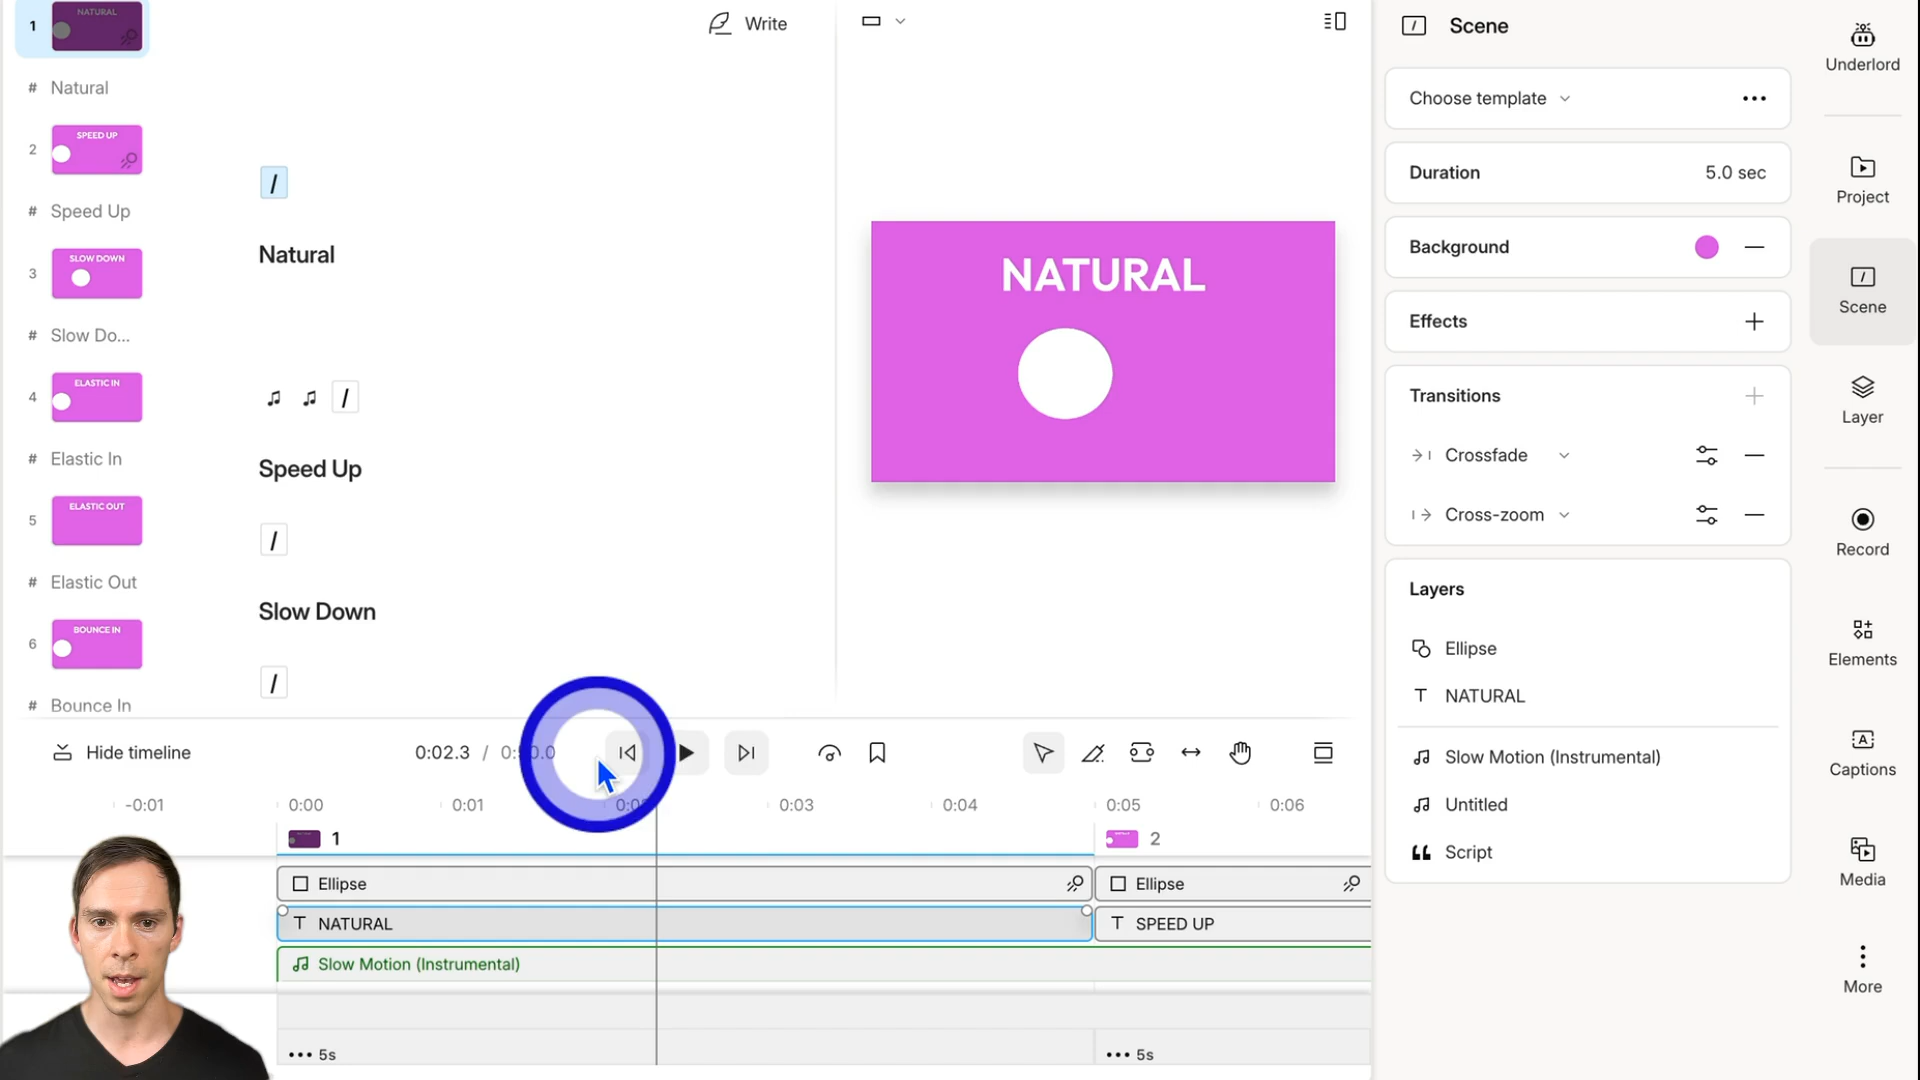 1
NATURAL
# Natural
2
SPEED UP
# Speed Up
3
SLOW DOWN
# Slow Do...
4
ELASTIC IN
# Elastic In
5
ELASTIC OUT
# Elastic Out
6
BOUNCE IN
# Bounce In
Write
/
Natural
/
Speed Up
/
Slow Down
/
NATURAL
Scene
Choose template
Duration 5.0 sec
Background
Effects
Transitions
Crossfade
Cross-zoom
Layers
Ellipse
NATURAL
Slow Motion (Instrumental)
Untitled
Script
Underlord
Project
Scene
Layer
Record
Elements
Captions
Media
More
Hide timeline
0:02.3 /
-0:01 0:00 0:01 0:03 0:04 0:05 0:06
1 2
Ellipse Ellipse
NATURAL SPEED UP
Slow Motion (Instrumental)
••• 5s ••• 5s